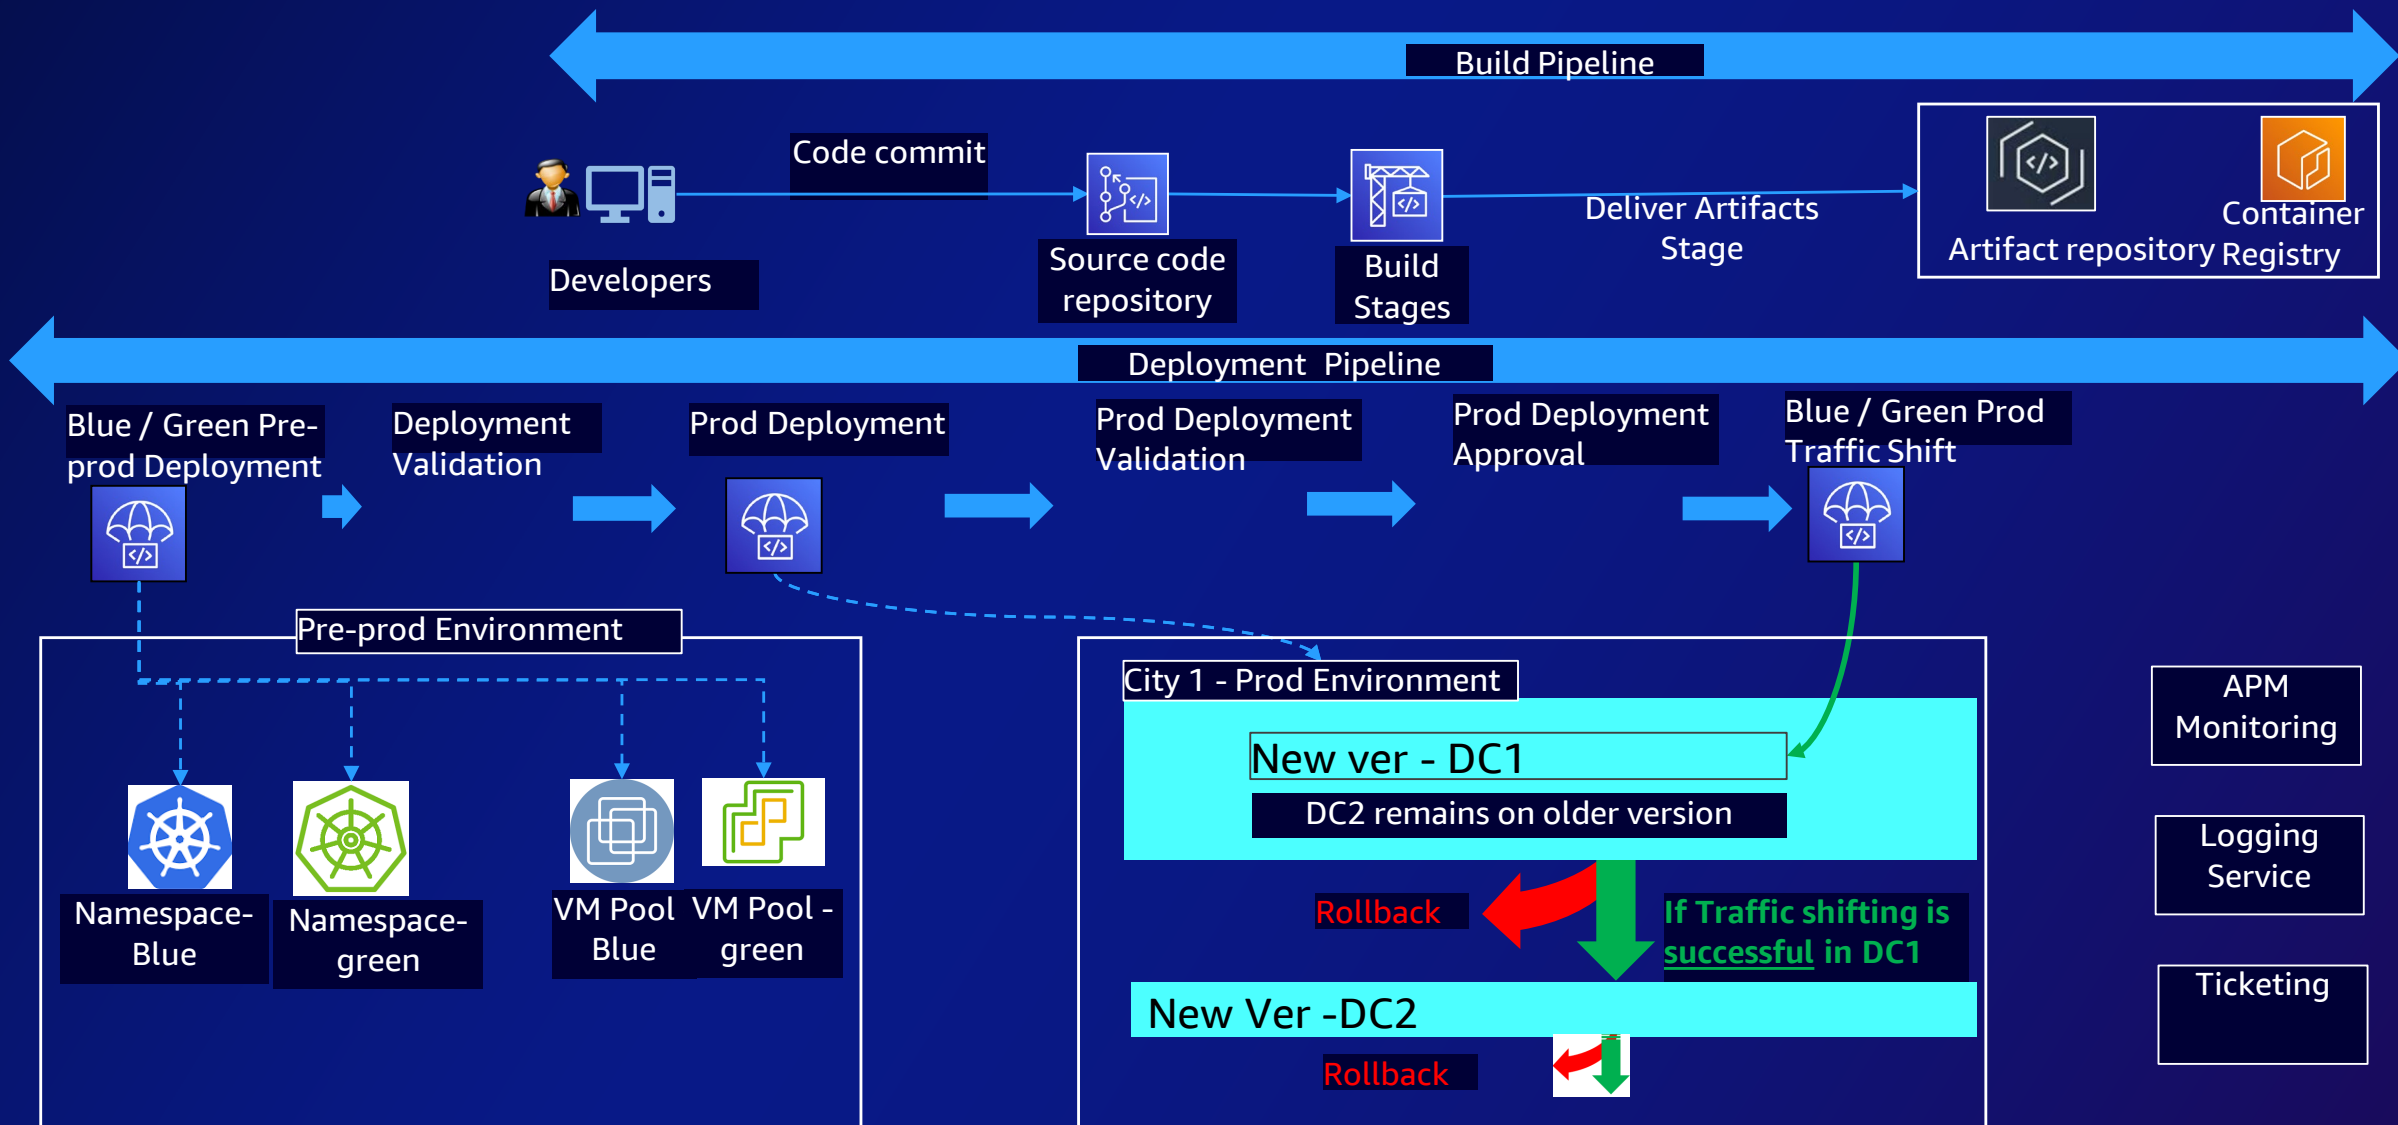 Build Pipeline
Code commit
Developers
Source code
repository
Build
Stages
Deliver Artifacts
Stage
Artifact repository
Container
Registry
Deployment  Pipeline
Blue / Green Pre-
prod Deployment
Deployment
Validation
Prod Deployment
Prod Deployment
Validation
Prod Deployment
Approval
Blue / Green Prod
Traffic Shift
Pre-prod Environment
Namespace-
Blue
Namespace-
green
VM Pool
Blue
VM Pool -
green
City 1 - Prod Environment
New ver - DC1
DC2 remains on older version
Rollback
If Traffic shifting is
successful in DC1
New Ver -DC2
Rollback
APM
Monitoring
Logging
Service
Ticketing